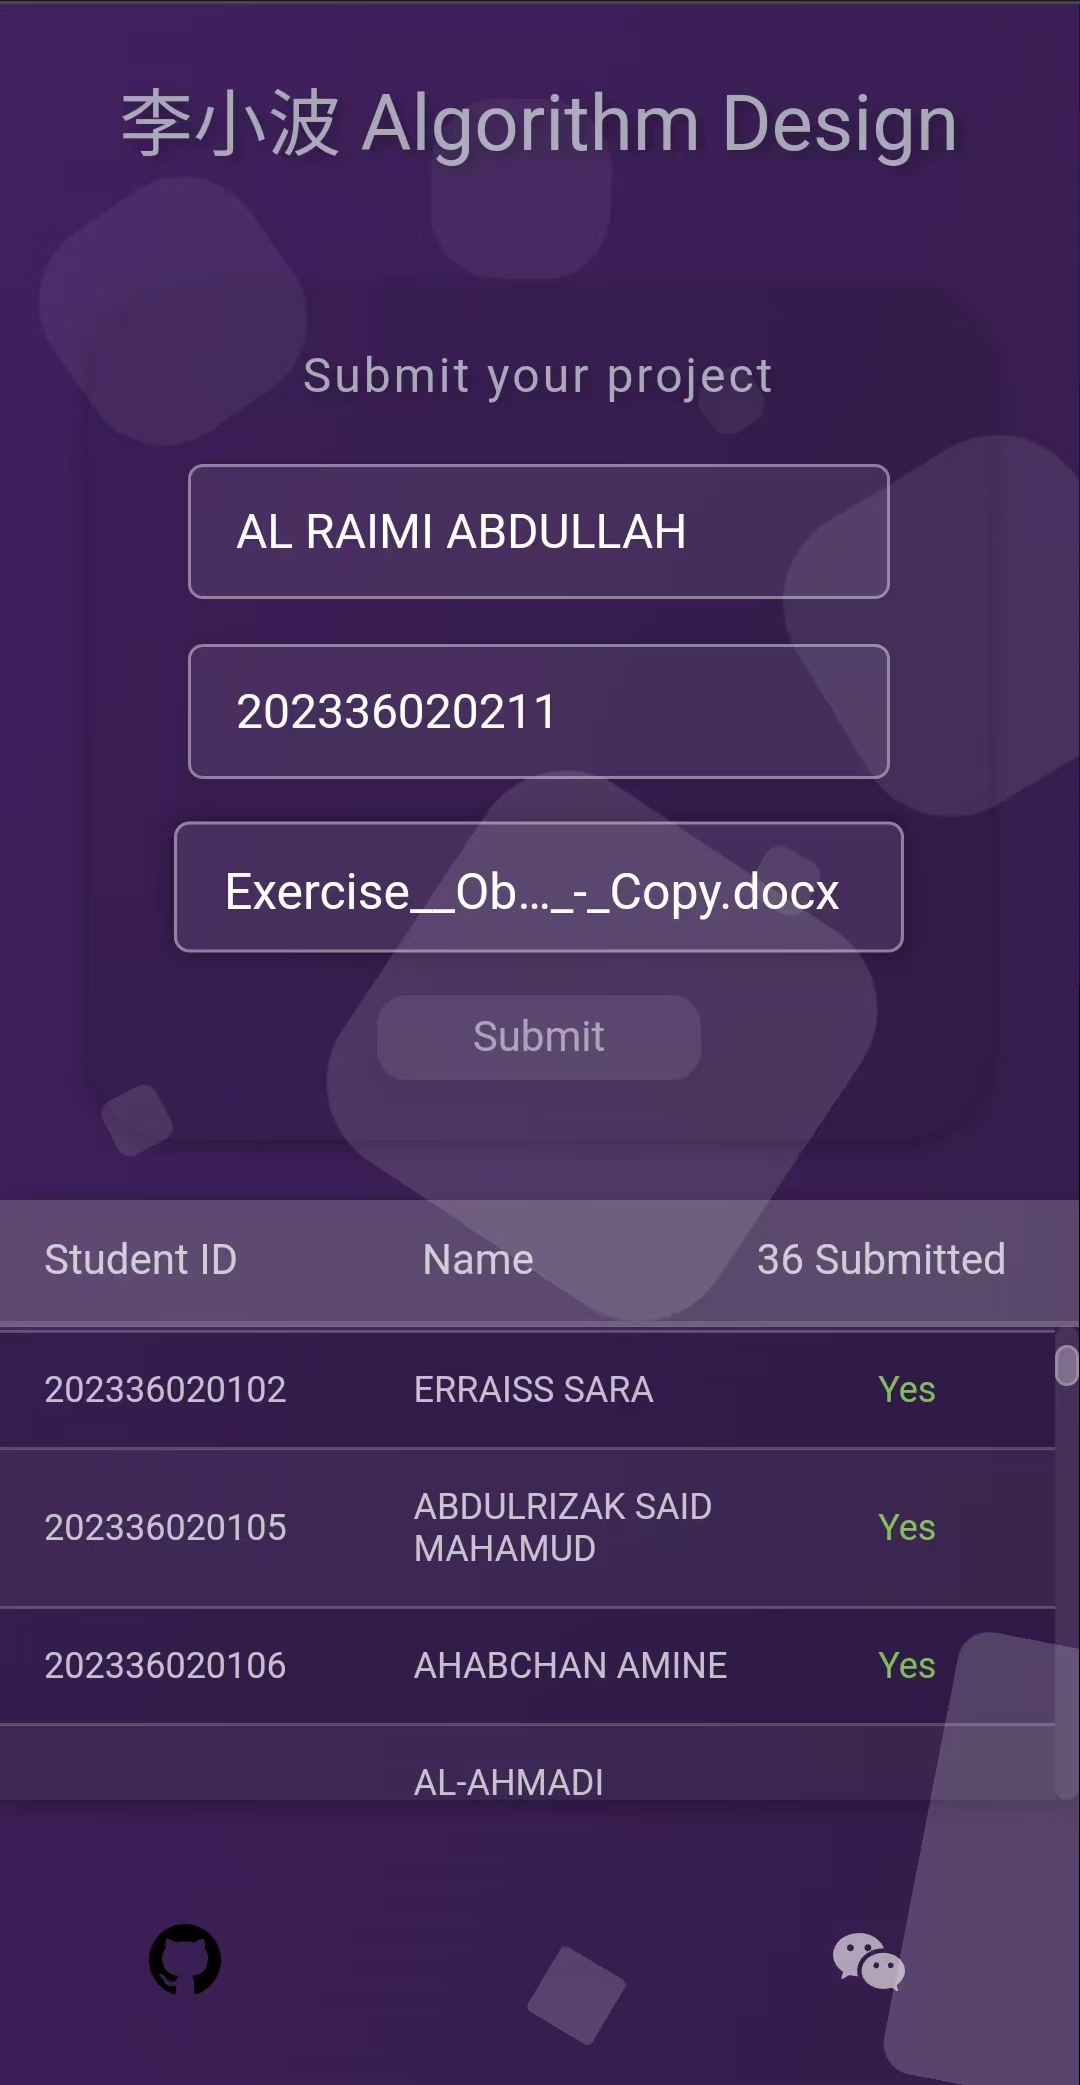 李小波 Algorithm Design
Submit your project
AL RAIMI ABDULLAH
202336020211
Exercise__Ob..._-_Copy.docx
Submit
Student ID Name 36 Submitted
202336020102 ERRAISS SARA Yes
202336020105 ABDULRIZAK SAID MAHAMUD Yes
202336020106 AHABCHAN AMINE Yes
AL-AHMADI